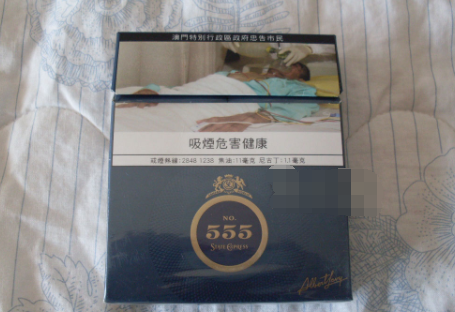 澳門特別行政區政府忠告市民
吸煙危害健康
戒煙熱線:2848 1238 焦油:11毫克 尼古丁:1.1毫克
NO.
555
STATE EXPRESS